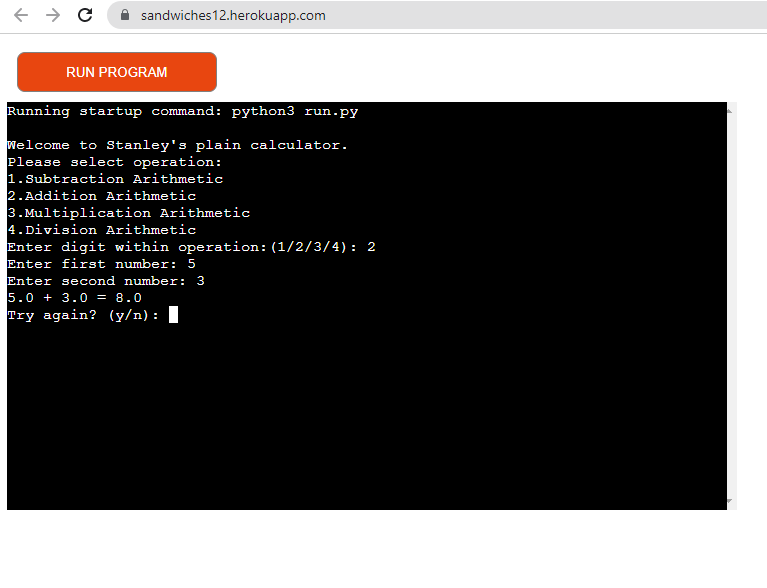 sandwiches12.herokuapp.com
RUN PROGRAM
Running startup command: python3 run.py
Welcome to Stanley's plain calculator.
Please select operation:
1.Subtraction Arithmetic
2.Addition Arithmetic
3.Multiplication Arithmetic
4.Division Arithmetic
Enter digit within operation:(1/2/3/4): 2
Enter first number: 5
Enter second number: 3
5.0 + 3.0 = 8.0
Try again? (y/n):